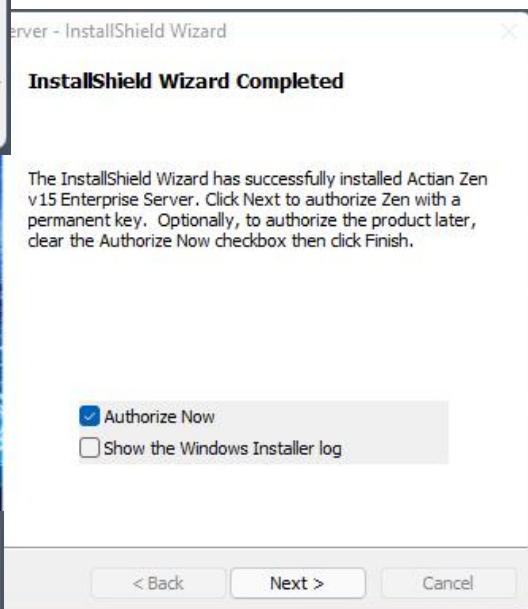 erver - InstallShield Wizard
InstallShield Wizard Completed
The InstallShield Wizard has successfully installed Actian Zen
v15 Enterprise Server. Click Next to authorize Zen with a
permanent key.  Optionally, to authorize the product later,
clear the Authorize Now checkbox then click Finish.
Authorize Now
Show the Windows Installer log
< Back
Next >
Cancel